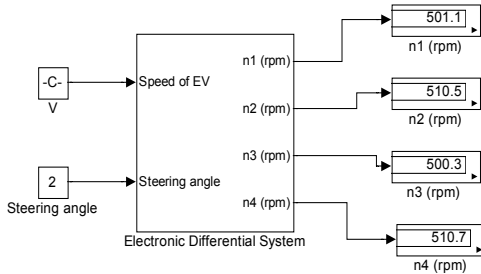 501.1
n1 (rpm)
n1 (rpm)
-C-
Speed of EV
V
n2 (rpm)
510.5
n2 (rpm)
n3 (rpm)
500.3
n3 (rpm)
2
Steering angle
Steering angle
n4 (rpm)
510.7
n4 (rpm)
Electronic Differential System